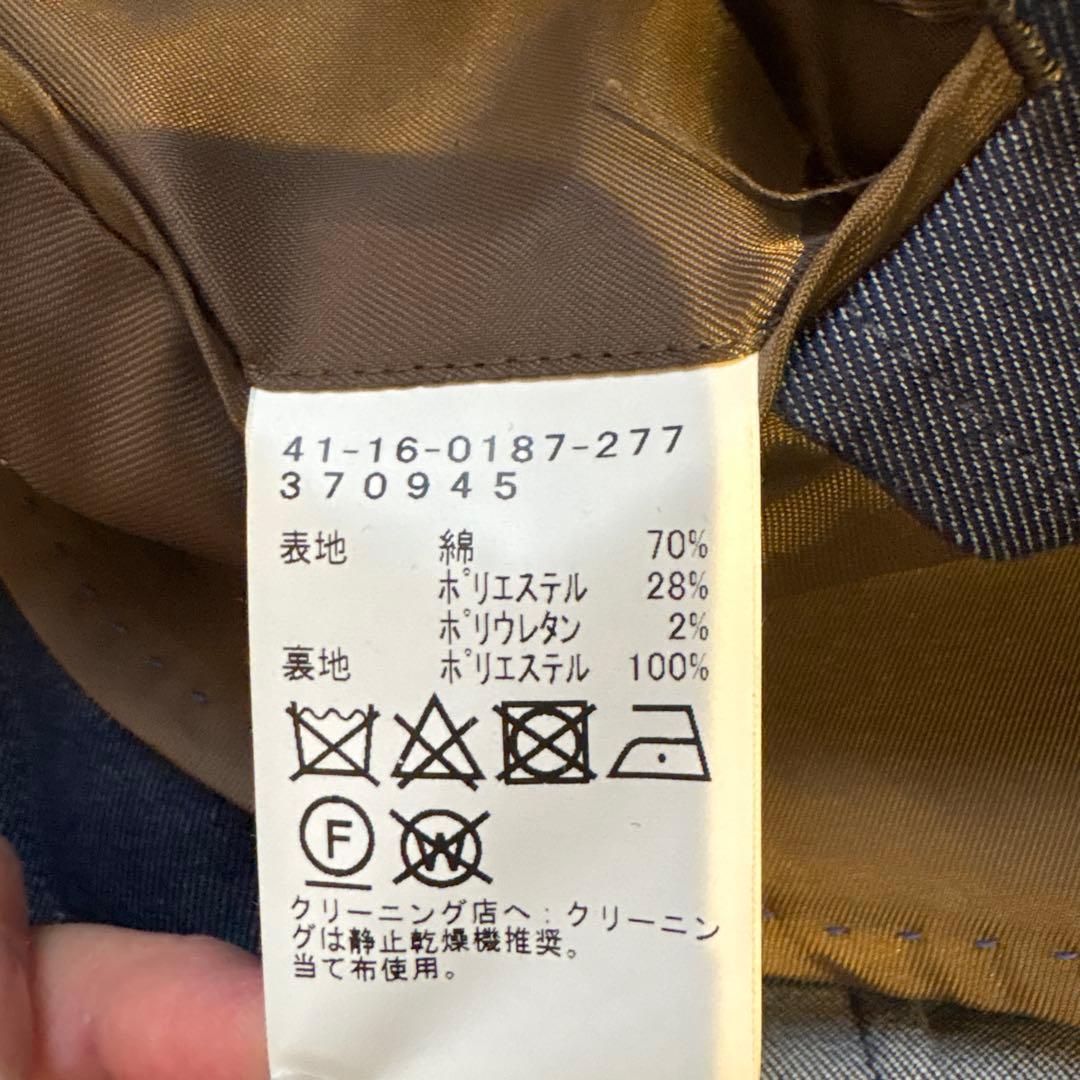 41-16-0187-277
370945
表地 綿 70%
ポリエステル 28%
ポリウレタン 2%
裏地 ポリエステル 100%
F W
クリーニング店へ:クリーニン
グは静止乾燥機推奨。
当て布使用。